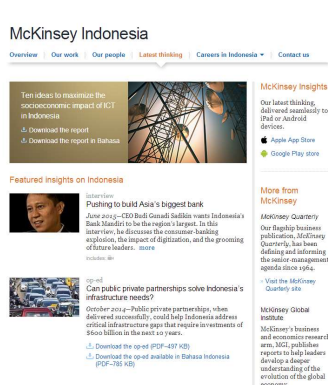 McKinsey Indonesia
Overview | Our work | Our people | Latest thinking | Careers in Indonesia | Contact us
Ten ideas to maximize the
socioeconomic impact of ICT
in Indonesia
Download the report
Download the report in Bahasa
Featured insights on Indonesia
interview
Pushing to build Asia's biggest bank
June 2015—CEO Budi Gunadi Sadikin wants Indonesia's
Bank Mandiri to be the region's largest. In this
interview, he discusses the consumer-banking
explosion, the impact of digitization, and the grooming
of future leaders. more
includes:
op-ed
Can public private partnerships solve Indonesia's
infrastructure needs?
October 2014—Public private partnerships, when
delivered successfully, could help Indonesia address
critical infrastructure gaps that require investments of
$600 billion in the next 10 years.
Download the op-ed (PDF–497 KB)
Download the op-ed available in Bahasa Indonesia
(PDF–785 KB)
McKinsey Insights
Our latest thinking,
delivered seamlessly to
iPad or Android
devices.
Apple App Store
Google Play store
More from
McKinsey
McKinsey Quarterly
Our flagship business
publication, McKinsey
Quarterly, has been
defining and informing
the senior-management
agenda since 1964.
Visit the McKinsey
Quarterly site
McKinsey Global
Institute
McKinsey's business
and economics research
arm, MGI, publishes
reports to help leaders
develop a deeper
understanding of the
evolution of the global